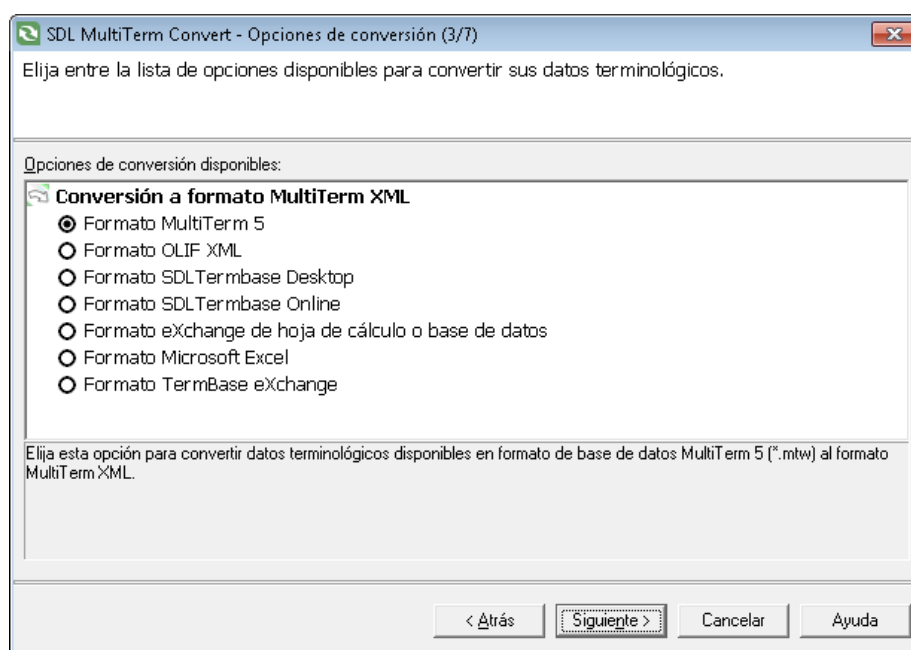 SDL MultiTerm Convert - Opciones de conversión (3/7)
Elija entre la lista de opciones disponibles para convertir sus datos terminológicos.
Opciones de conversión disponibles:
Conversión a formato MultiTerm XML
Formato MultiTerm 5
Formato OLIF XML
Formato SDLTermbase Desktop
Formato SDLTermbase Online
Formato eXchange de hoja de cálculo o base de datos
Formato Microsoft Excel
Formato TermBase eXchange
Elija esta opción para convertir datos terminológicos disponibles en formato de base de datos MultiTerm 5 (*.mtw) al formato
MultiTerm XML.
< Atrás Siguiente > Cancelar Ayuda